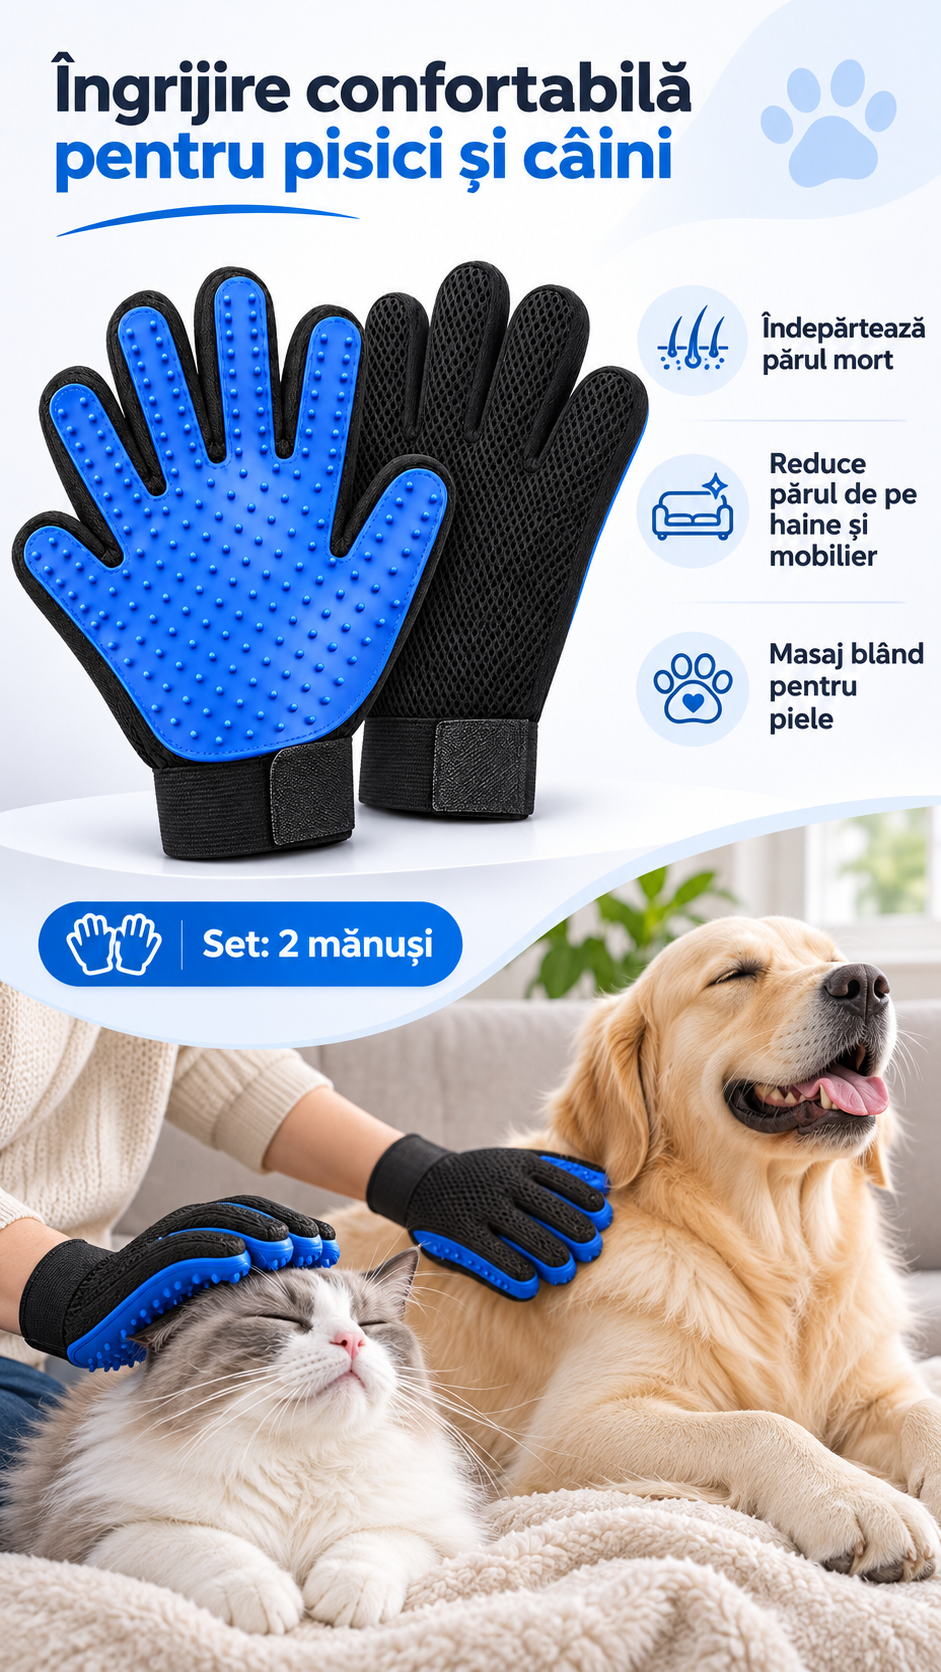 Îngrijire confortabilă
pentru pisici și câini
Îndepărtează
părul mort
Reduce
părul de pe
haine și
mobilier
Masaj blând
pentru
piele
Set: 2 mănuși